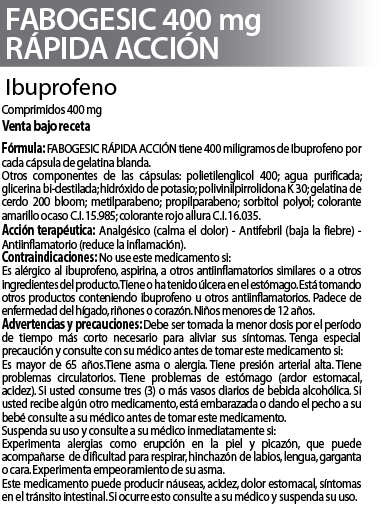 FABOGESIC 400 mg
RÁPIDA ACCIÓN
Ibuprofeno
Comprimidos 400 mg
Venta bajo receta
Fórmula: FABOGESIC RÁPIDA ACCIÓN tiene 400 miligramos de Ibuprofeno por
cada cápsula de gelatina blanda.
Otros componentes de las cápsulas: polietilenglicol 400; agua purificada;
glicerina bi-destilada; hidróxido de potasio; polivinilpirrolidona K 30; gelatina de
cerdo 200 bloom; metilparabeno; propilparabeno; sorbitol polyol; colorante
amarillo ocaso C.I. 15.985; colorante rojo allura C.I.16.035.
Acción terapéutica: Analgésico (calma el dolor) - Antifebril (baja la fiebre) -
Antiinflamatorio (reduce la inflamación).
Contraindicaciones: No use este medicamento si:
Es alérgico al ibuprofeno, aspirina, a otros antiinflamatorios similares o a otros
ingredientes del producto. Tiene o ha tenido úlcera en el estómago. Está tomando
otros productos conteniendo ibuprofeno u otros antiinflamatorios. Padece de
enfermedad del hígado, riñones o corazón. Niños menores de 12 años.
Advertencias y precauciones: Debe ser tomada la menor dosis por el período
de tiempo más corto necesario para aliviar sus síntomas. Tenga especial
precaución y consulte con su médico antes de tomar este medicamento si:
Es mayor de 65 años. Tiene asma o alergia. Tiene presión arterial alta. Tiene
problemas circulatorios. Tiene problemas de estómago (ardor estomacal,
acidez). Si usted consume tres (3) o más vasos diarios de bebida alcohólica. Si
usted recibe algún otro medicamento, está embarazada o dando el pecho a su
bebé consulte a su médico antes de tomar este medicamento.
Suspenda su uso y consulte a su médico inmediatamente si:
Experimenta alergias como erupción en la piel y picazón, que puede
acompañarse de dificultad para respirar, hinchazón de labios, lengua, garganta
o cara. Experimenta empeoramiento de su asma.
Este medicamento puede producir náuseas, acidez, dolor estomacal, síntomas
en el tránsito intestinal. Si ocurre esto consulte a su médico y suspenda su uso.